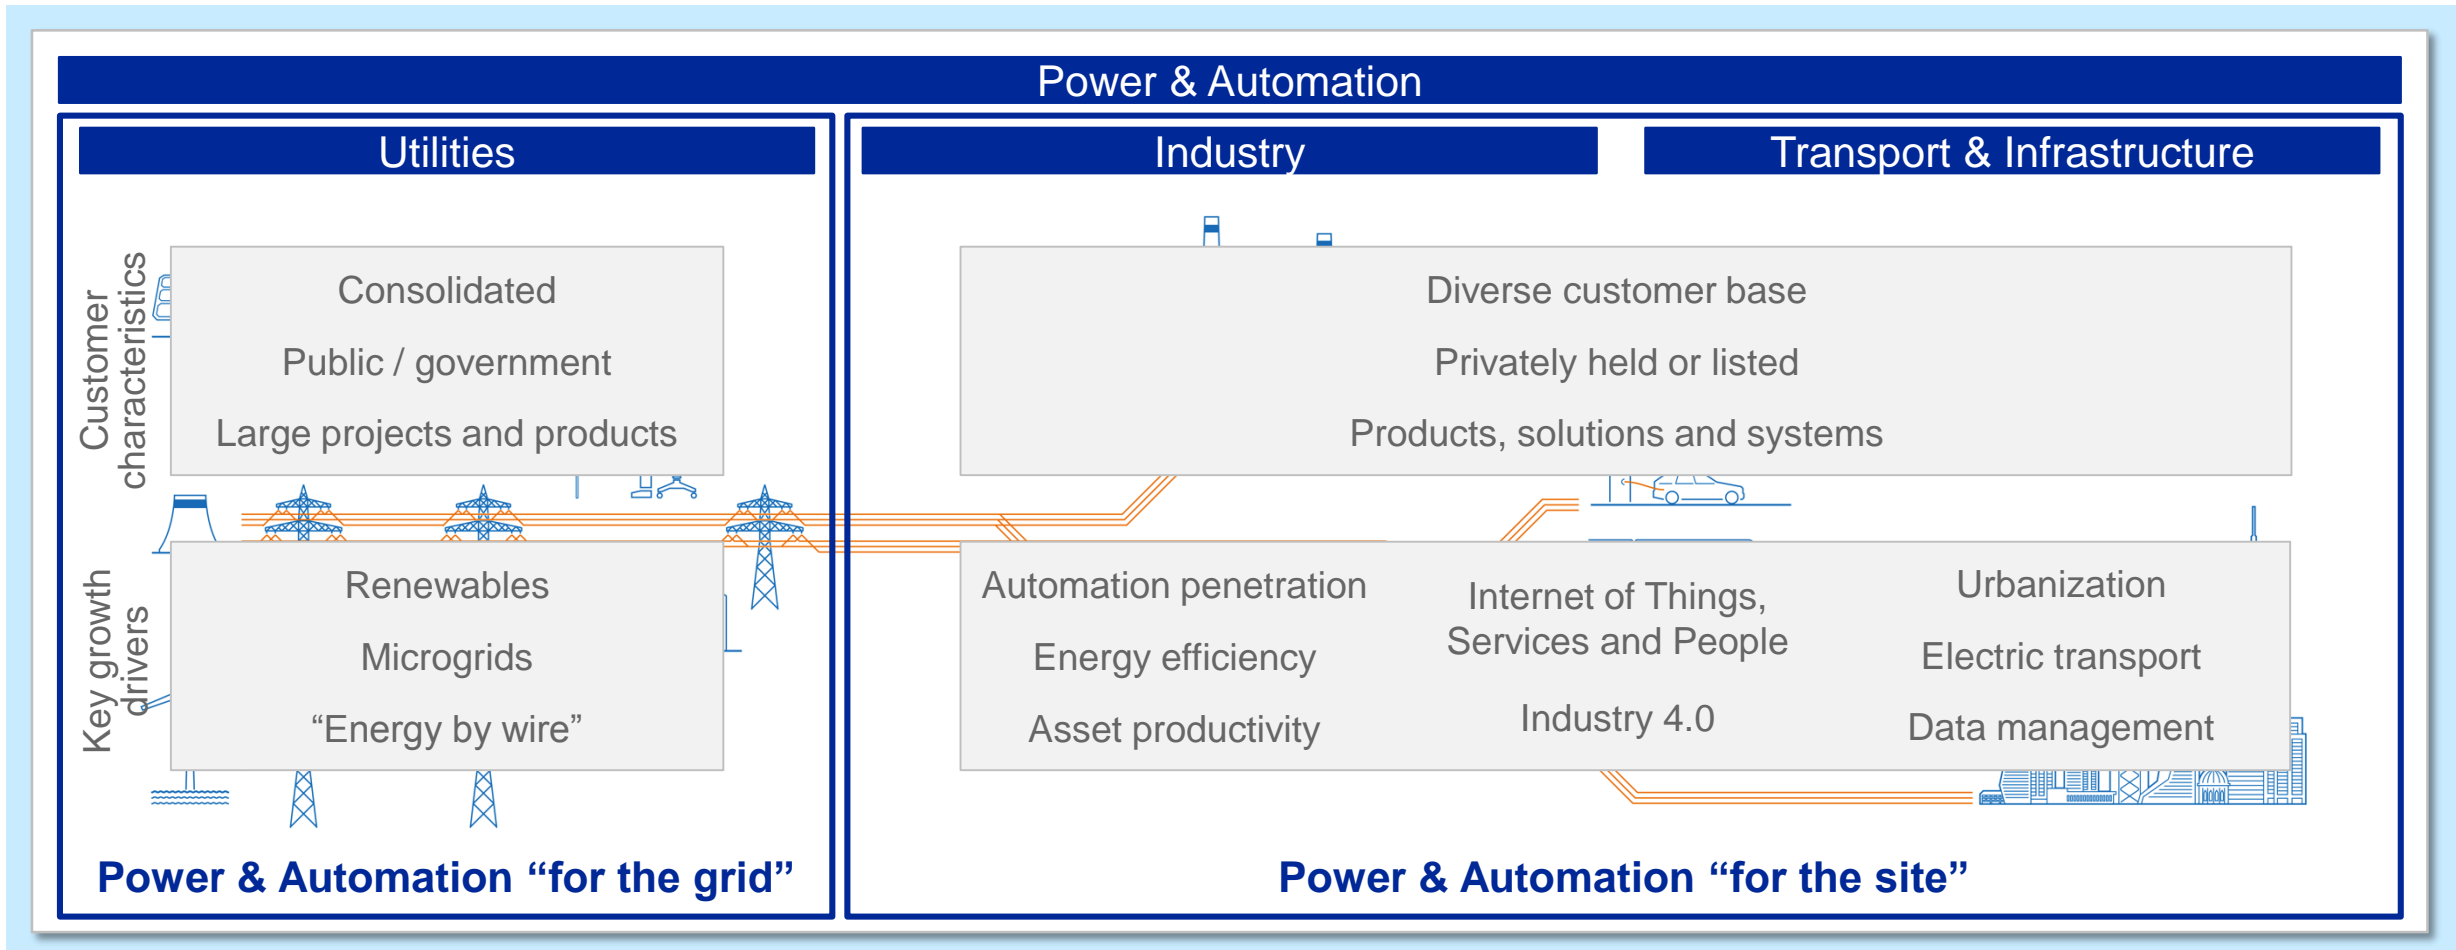 Power & Automation
Utilities
Industry
Transport & Infrastructure
Customer
characteristics
Consolidated
Public / government
Large projects and products
Diverse customer base
Privately held or listed
Products, solutions and systems
Key growth
drivers
Renewables
Microgrids
“Energy by wire”
Automation penetration
Energy efficiency
Asset productivity
Internet of Things,
Services and People
Industry 4.0
Urbanization
Electric transport
Data management
Power & Automation “for the grid”
Power & Automation “for the site”